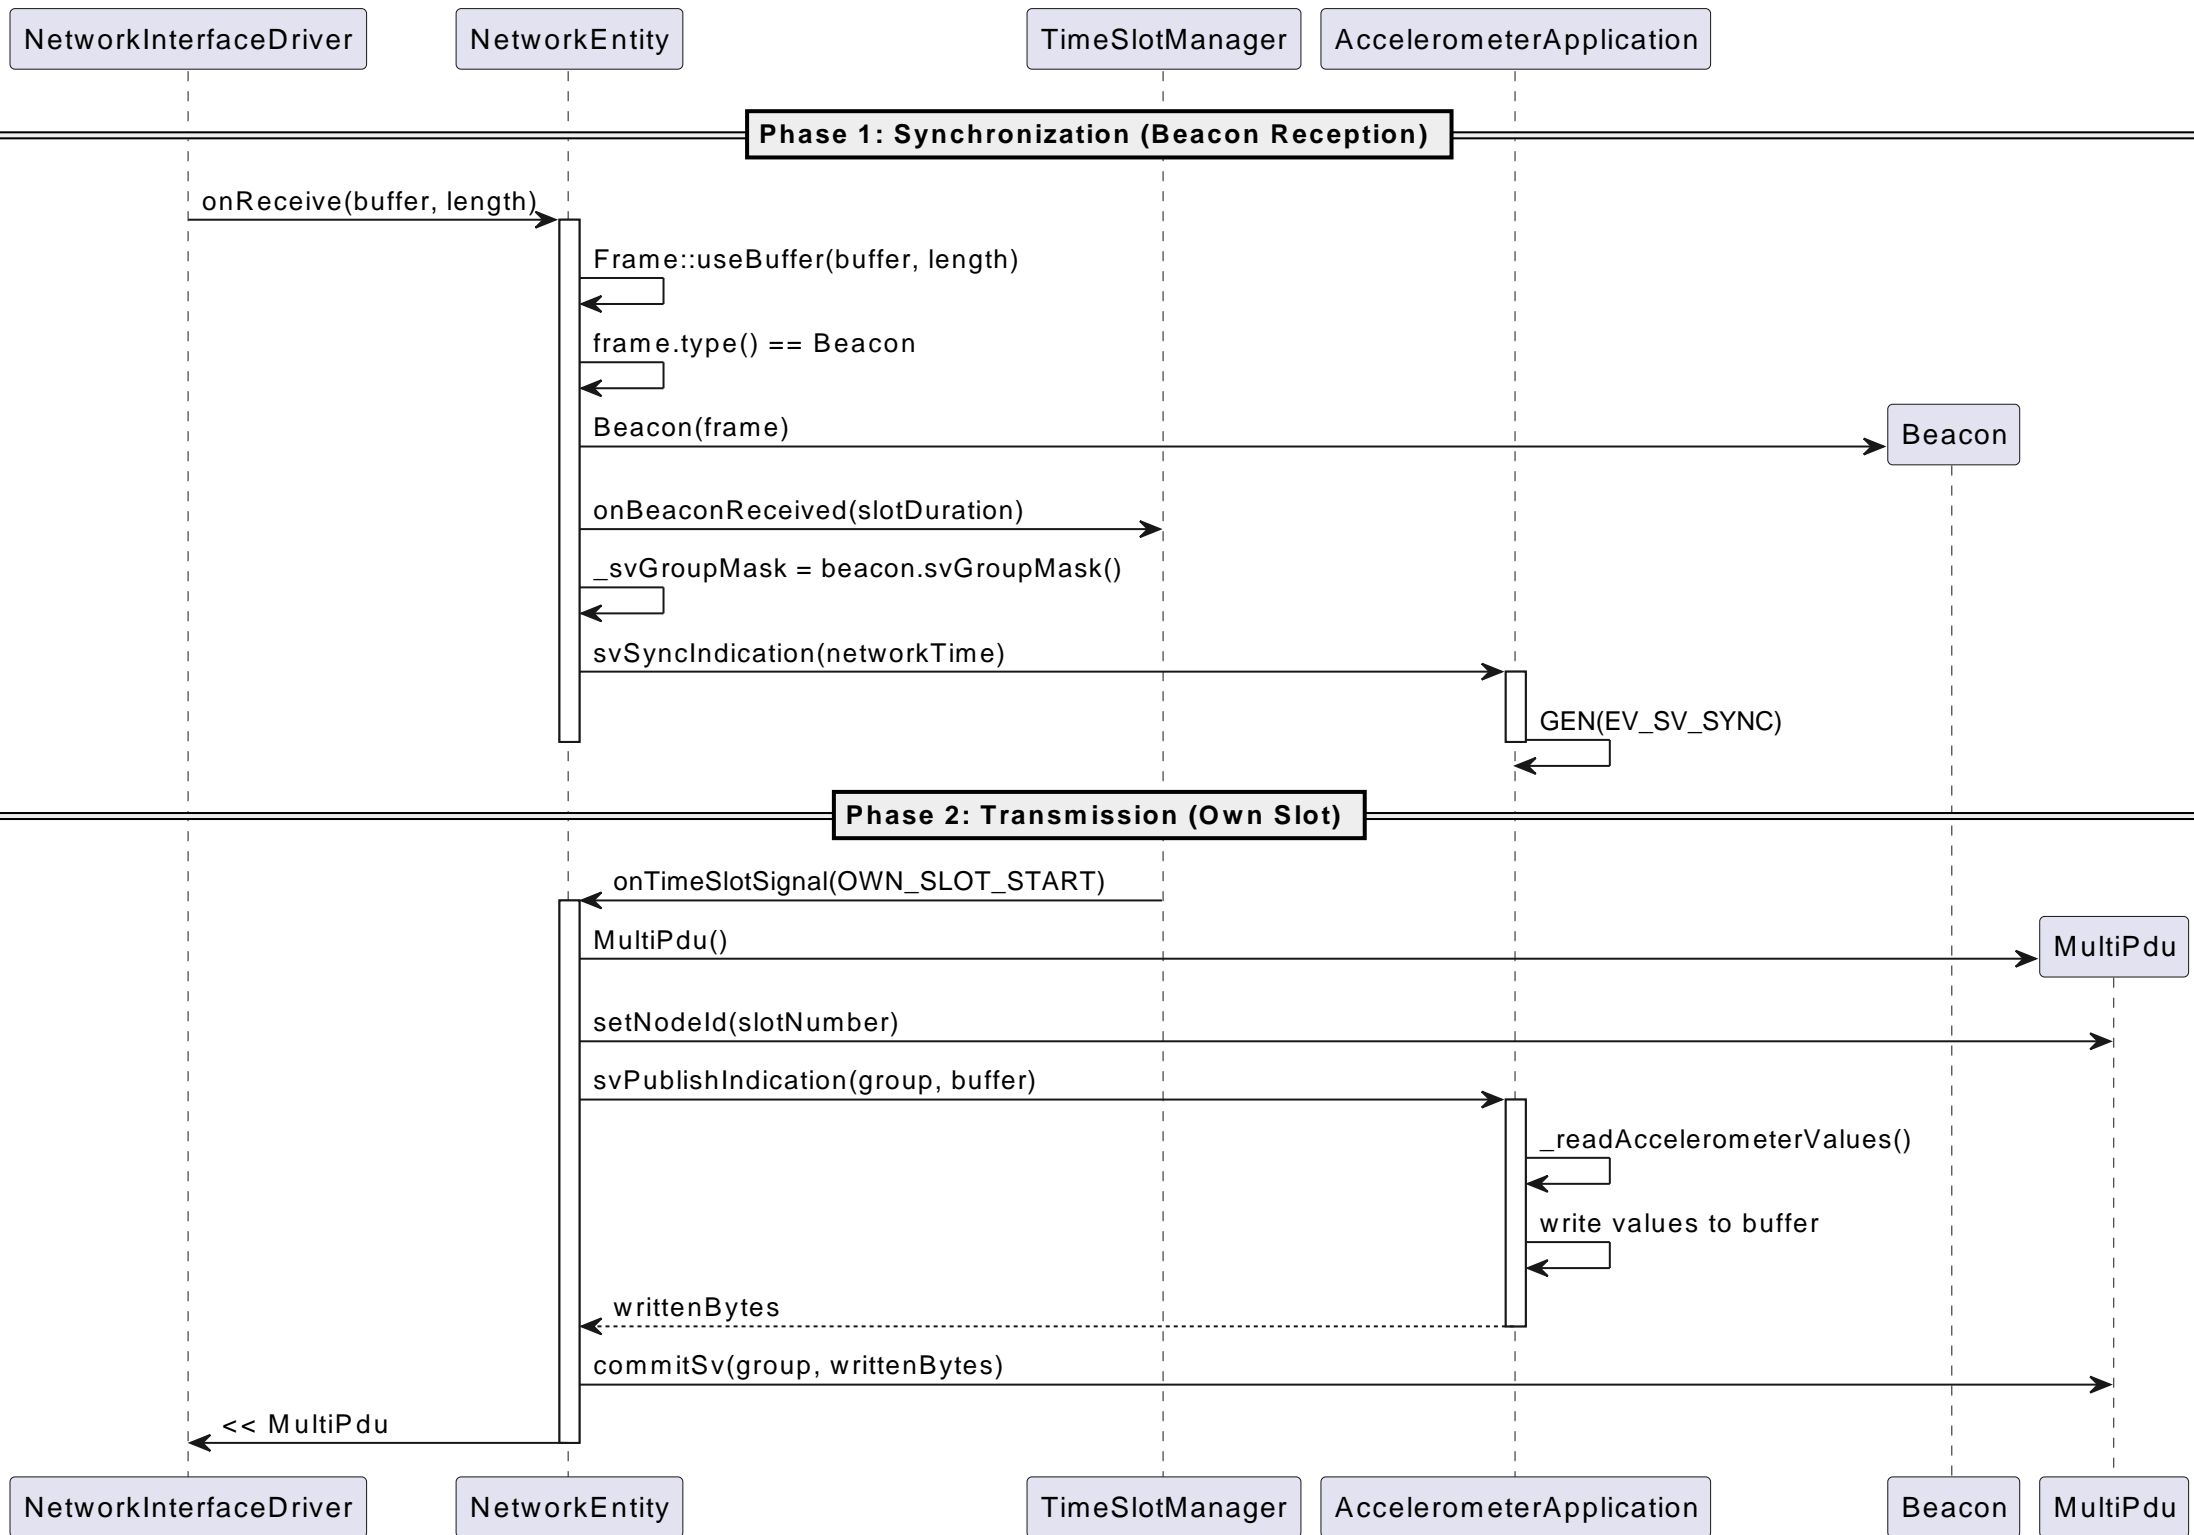 NetworkInterfaceDriver
NetworkEntity
TimeSlotManager
AccelerometerApplication
Phase 1: Synchronization (Beacon Reception)
onReceive(buffer, length)
Frame::useBuffer(buffer, length)
frame.type() == Beacon
Beacon(frame)
Beacon
onBeaconReceived(slotDuration)
_svGroupMask = beacon.svGroupMask()
svSyncIndication(networkTime)
GEN(EV_SV_SYNC)
Phase 2: Transmission (Own Slot)
onTimeSlotSignal(OWN_SLOT_START)
MultiPdu()
MultiPdu
setNodeId(slotNumber)
svPublishIndication(group, buffer)
_readAccelerometerValues()
write values to buffer
writtenBytes
commitSv(group, writtenBytes)
<< MultiPdu
NetworkInterfaceDriver
NetworkEntity
TimeSlotManager
AccelerometerApplication
Beacon
MultiPdu